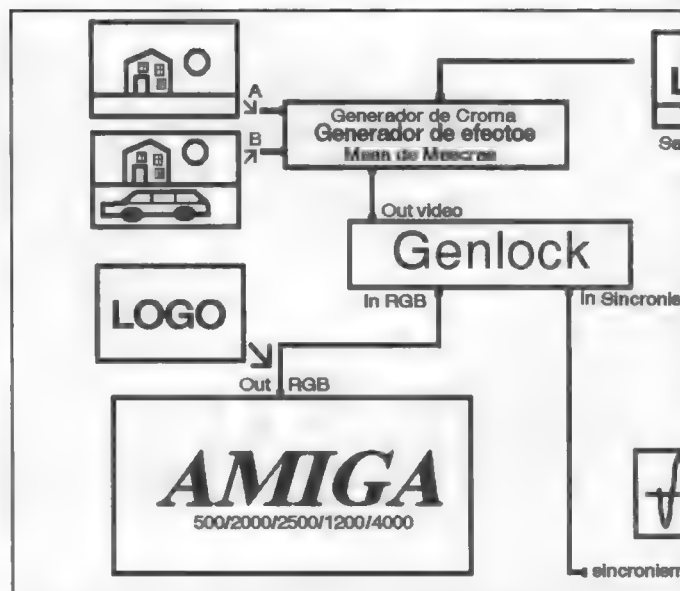 A
Generador de Croma
Generador de efectos
B
Out video
Genlock
In RGB
In
LOGO
Out RGB
AMIGA
500/2000/2500/1200/4000